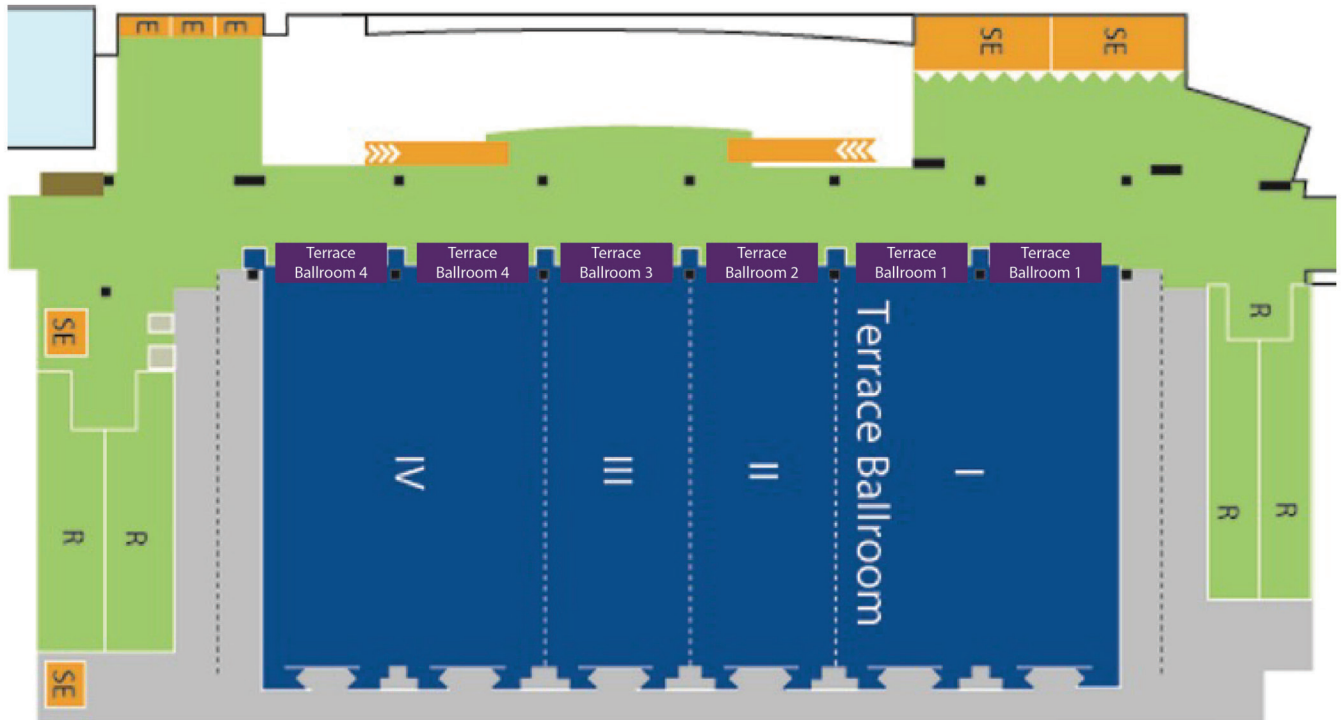 E E E
SE SE
Terrace
Ballroom 4
Terrace
Ballroom 4
Terrace
Ballroom 3
Terrace
Ballroom 2
Terrace
Ballroom 1
Terrace
Ballroom 1
SE
R
Terrace Ballroom
IV
III
II
I
R
R
R
R
SE